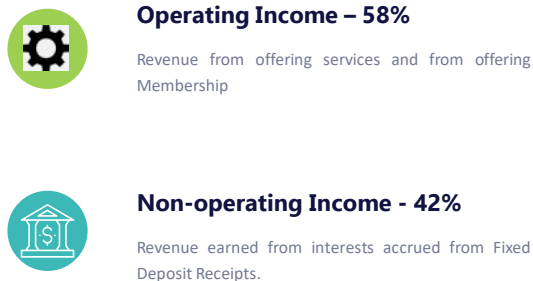 Operating Income – 58%
Revenue from offering services and from offering
Membership
$
Non-operating Income - 42%
Revenue earned from interests accrued from Fixed
Deposit Receipts.